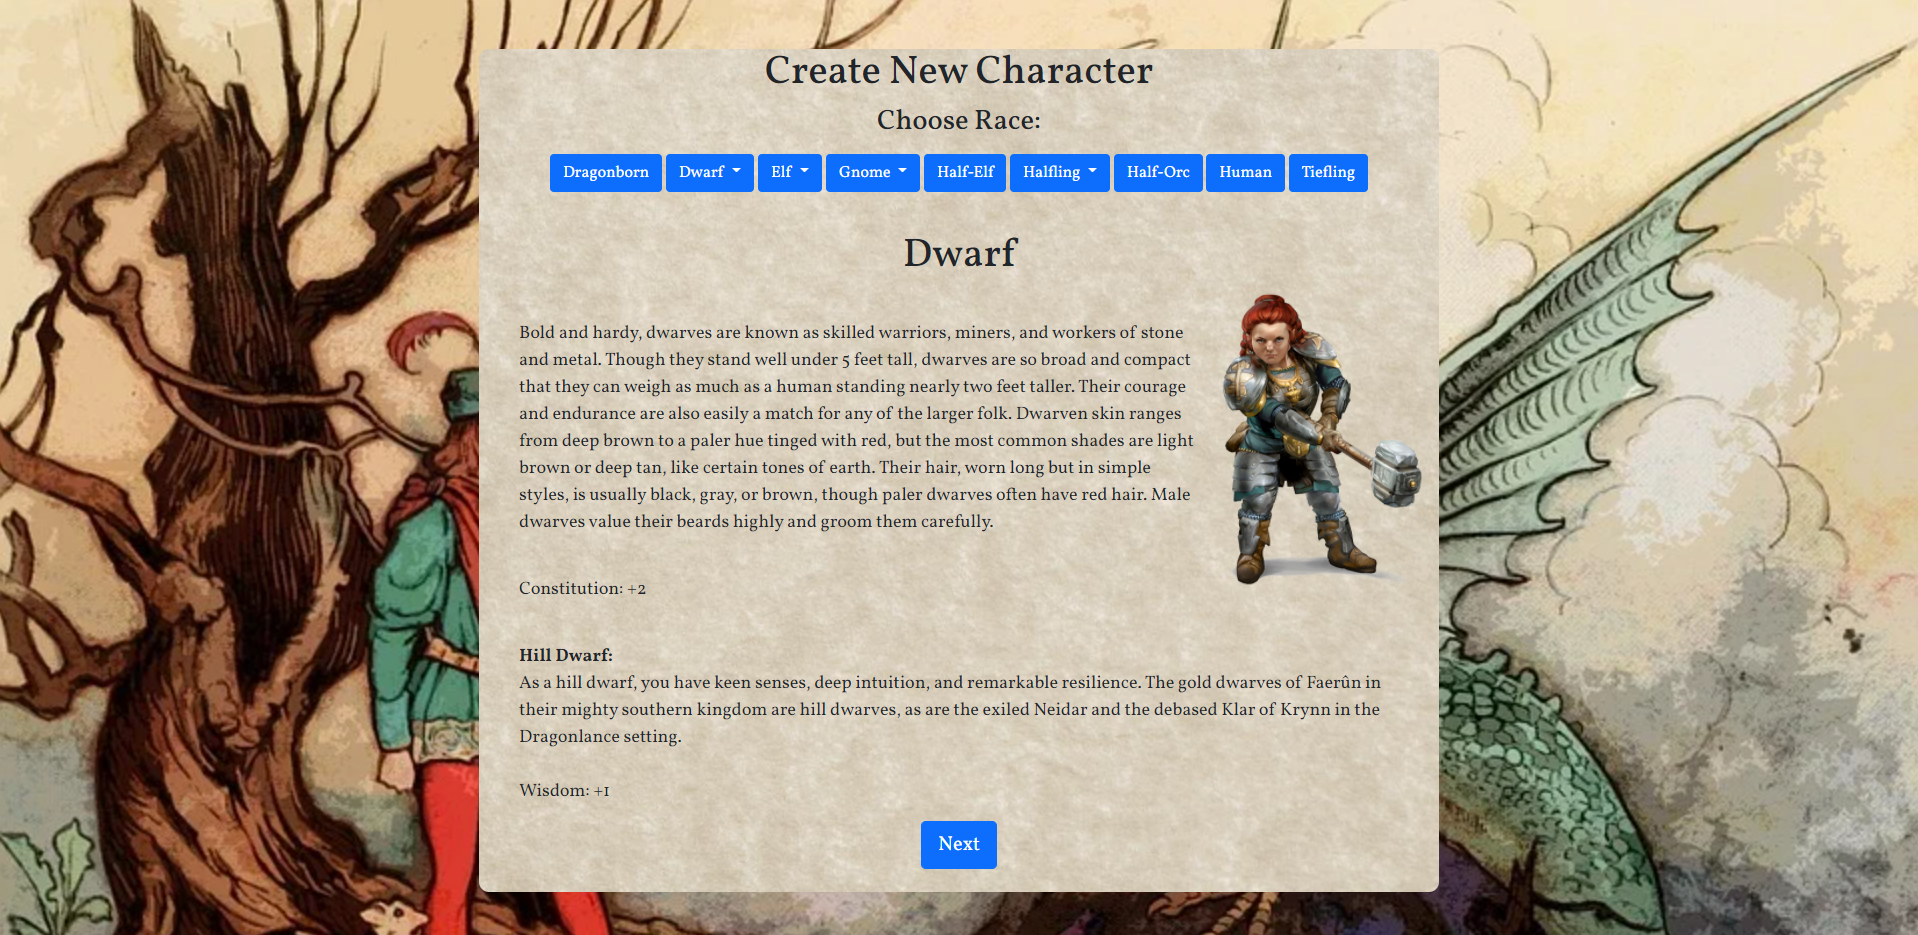 Create New Character
Choose Race:
Dragonborn Dwarf Elf Gnome Half-Elf Halfling Half-Orc Human Tiefling
Dwarf
Bold and hardy, dwarves are known as skilled warriors, miners, and workers of stone
and metal. Though they stand well under 5 feet tall, dwarves are so broad and compact
that they can weigh as much as a human standing nearly two feet taller. Their courage
and endurance are also easily a match for any of the larger folk. Dwarven skin ranges
from deep brown to a paler hue tinged with red, but the most common shades are light
brown or deep tan, like certain tones of earth. Their hair, worn long but in simple
styles, is usually black, gray, or brown, though paler dwarves often have red hair. Male
dwarves value their beards highly and groom them carefully.
Constitution: +2
Hill Dwarf:
As a hill dwarf, you have keen senses, deep intuition, and remarkable resilience. The gold dwarves of Faerûn in
their mighty southern kingdom are hill dwarves, as are the exiled Neidar and the debased Klar of Krynn in the
Dragonlance setting.
Wisdom: +1
Next